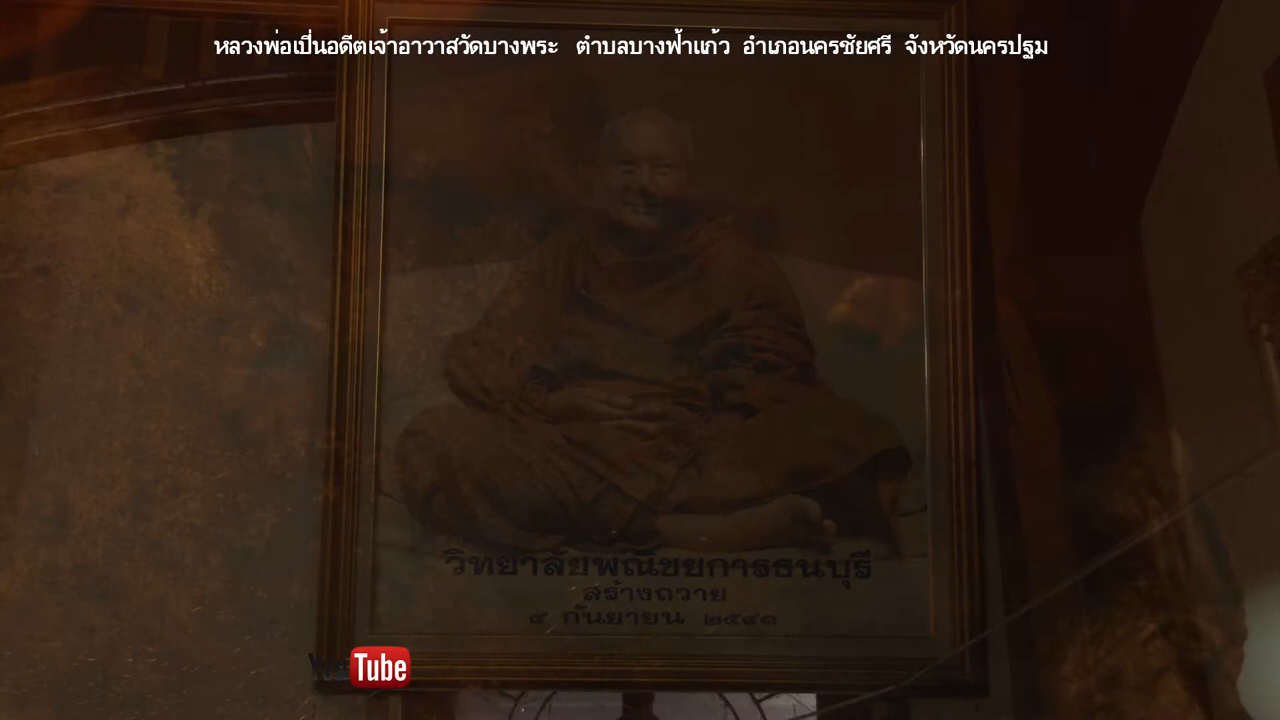 หลวงพ่อเปิ่นอดีตเจ้าอาวาสวัดบางพระ ตำบลบางฟ้าแก้ว อำเภอนครชัยศรี จังหวัดนครปฐม
วิทยาลัยพณิชยการธนบุรี
สร้างถวาย
๔ กันยายน ๒๕๔๑
YouTube